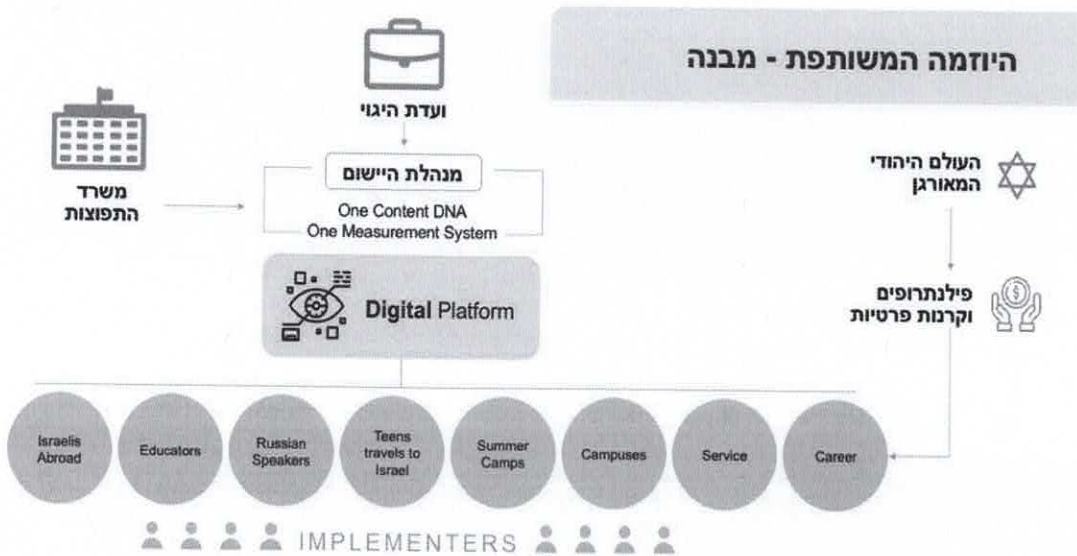 היוזמה המשותפת - מבנה
ועדת היגוי
משרד
התפוצות
מנהלת היישום
One Content DNA
One Measurement System
Digital Platform
העולם היהודי
המאורגן
פילנתרופים
וקרנות פרטיות
$
Israelis
Abroad
Educators
Russian
Speakers
Teens
travels to
Israel
Summer
Camps
Campuses
Service
Career
IMPLEMENTERS